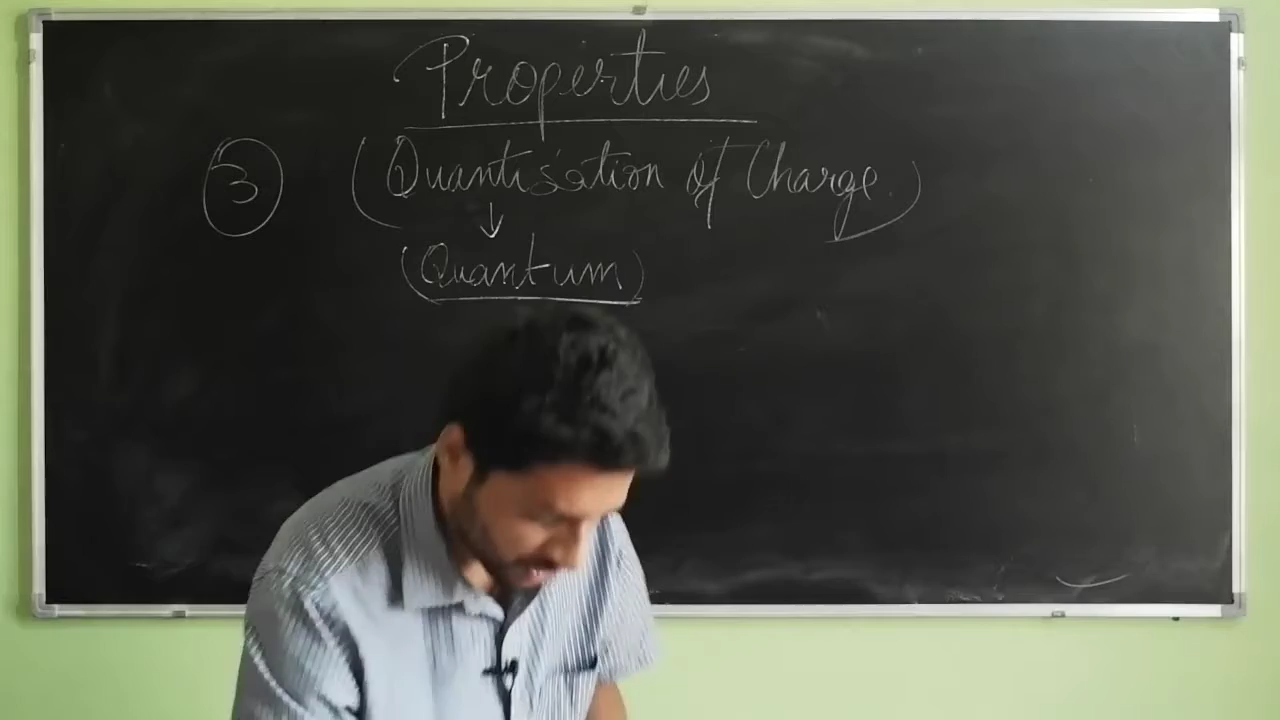 Properties
③ (Quantisation of Charge.)
↓
(Quantum)